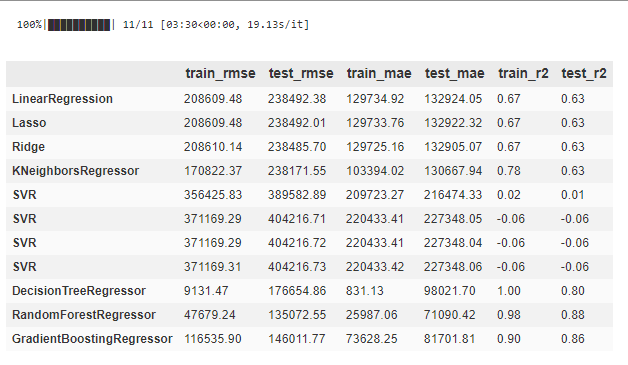 100%|██████████| 11/11 [03:30<00:00, 19.13s/it]
train_rmse test_rmse train_mae test_mae train_r2 test_r2
LinearRegression 208609.48 238492.38 129734.92 132924.05 0.67 0.63
Lasso 208609.48 238492.01 129733.76 132922.32 0.67 0.63
Ridge 208610.14 238485.70 129725.16 132905.07 0.67 0.63
KNeighborsRegressor 170822.37 238171.55 103394.02 130667.94 0.78 0.63
SVR 356425.83 389582.89 209723.27 216474.33 0.02 0.01
SVR 371169.29 404216.71 220433.41 227348.05 -0.06 -0.06
SVR 371169.29 404216.72 220433.41 227348.04 -0.06 -0.06
SVR 371169.31 404216.73 220433.42 227348.06 -0.06 -0.06
DecisionTreeRegressor 9131.47 176654.86 831.13 98021.70 1.00 0.80
RandomForestRegressor 47679.24 135072.55 25987.06 71090.42 0.98 0.88
GradientBoostingRegressor 116535.90 146011.77 73628.25 81701.81 0.90 0.86